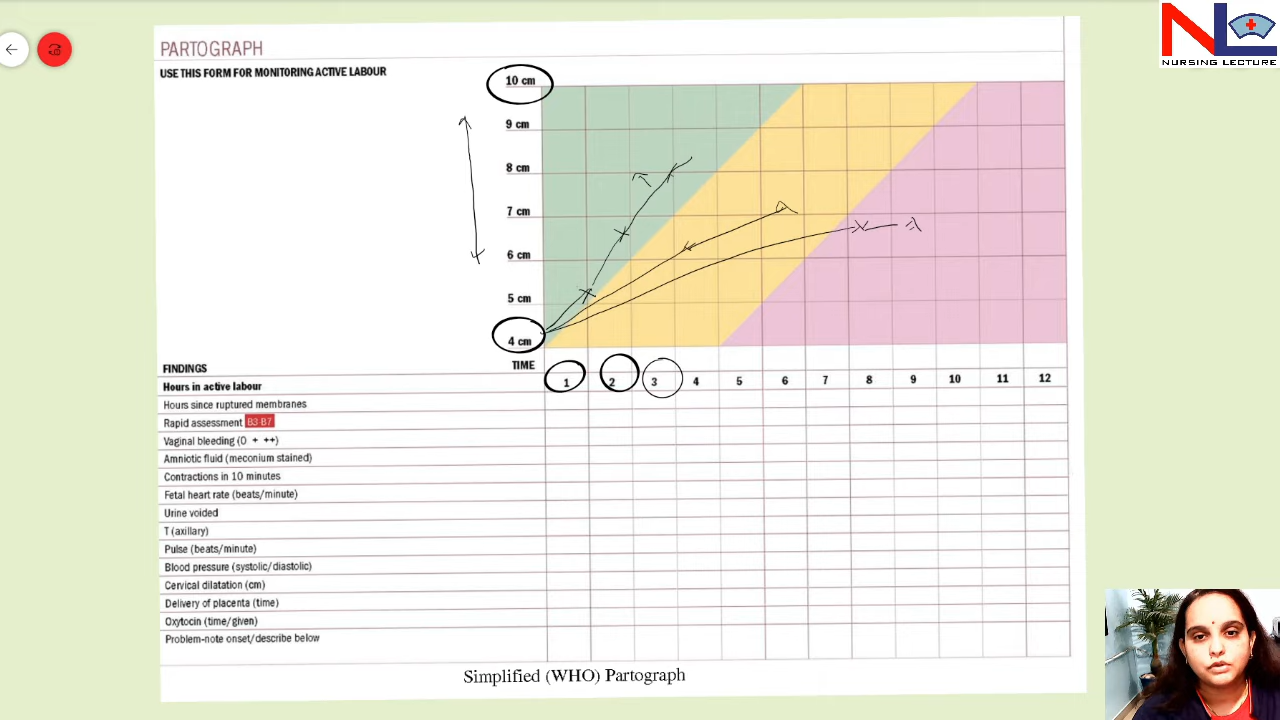 NL
NURSING LECTURE
PARTOGRAPH
USE THIS FORM FOR MONITORING ACTIVE LABOUR
10 cm
9 cm
8 cm
7 cm
6 cm
5 cm
4 cm
FINDINGS TIME
Hours in active labour 1 2 3 4 5 6 7 8 9 10 11 12
Hours since ruptured membranes
Rapid assessment B3-B7
Vaginal bleeding (0 + ++)
Amniotic fluid (meconium stained)
Contractions in 10 minutes
Fetal heart rate (beats/minute)
Urine voided
T (axillary)
Pulse (beats/minute)
Blood pressure (systolic/diastolic)
Cervical dilatation (cm)
Delivery of placenta (time)
Oxytocin (time/given)
Problem-note onset/describe below
Simplified (WHO) Partograph